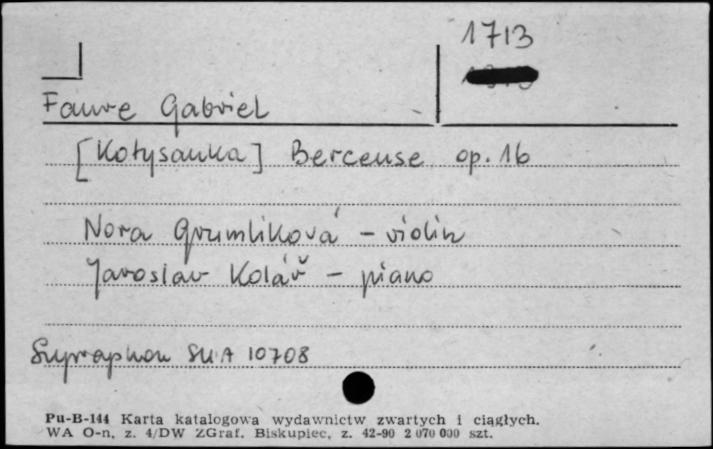 1713
Faure Gabriel
[Kołysanka] Berceuse op. 16
Nora Grumliková - violin
Jaroslav Kolář - piano
Supraphon SUA 10708
Pu-B-144 Karta katalogowa wydawnictw zwartych i ciągłych.
WA O-n, z. 4/DW ZGraf. Biskupiec, z. 42-90 2 070 000 szt.